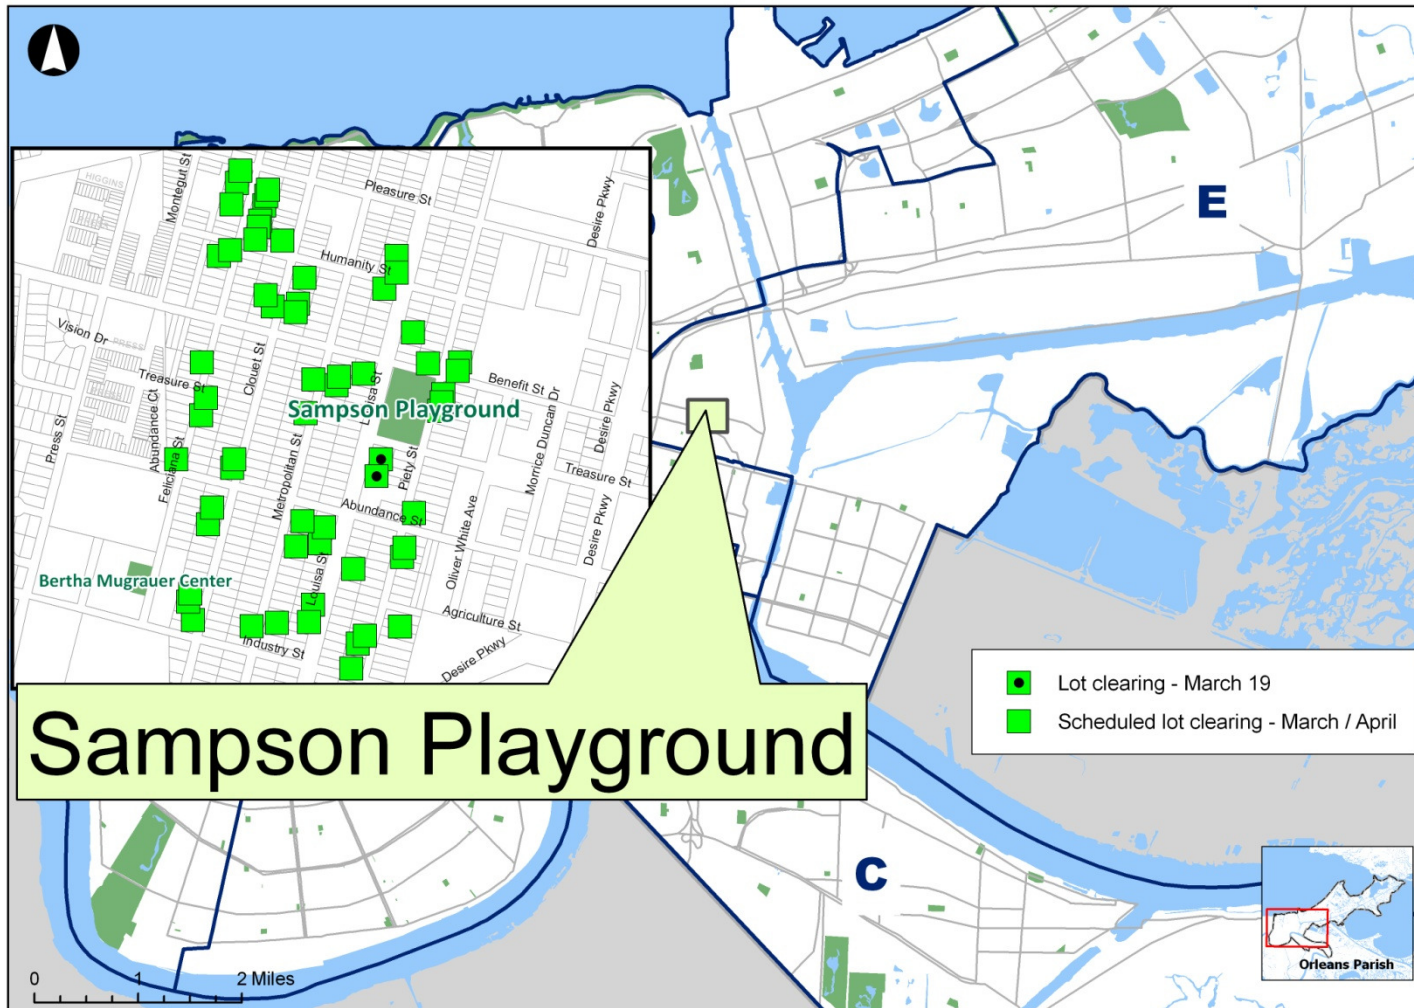 E
HIGGINS
Montegut St
Pleasure St
Desire Pkwy
Humanity St
Vision Dr
PRESS
Clouet St
Treasure St
Louisa St
Benefit St
Sampson Playground
Press St
Abundance Ct
Feliciana St
Metropolitan St
Piety St
Morrice Duncan Dr
Desire Pkwy
Treasure St
Abundance St
Oliver White Ave
Desire Pkwy
Bertha Mugrauer Center
Louisa St
Agriculture St
Industry St
Desire Pkwy
Lot clearing - March 19
Scheduled lot clearing - March / April
Sampson Playground
C
Orleans Parish
0 1 2 Miles